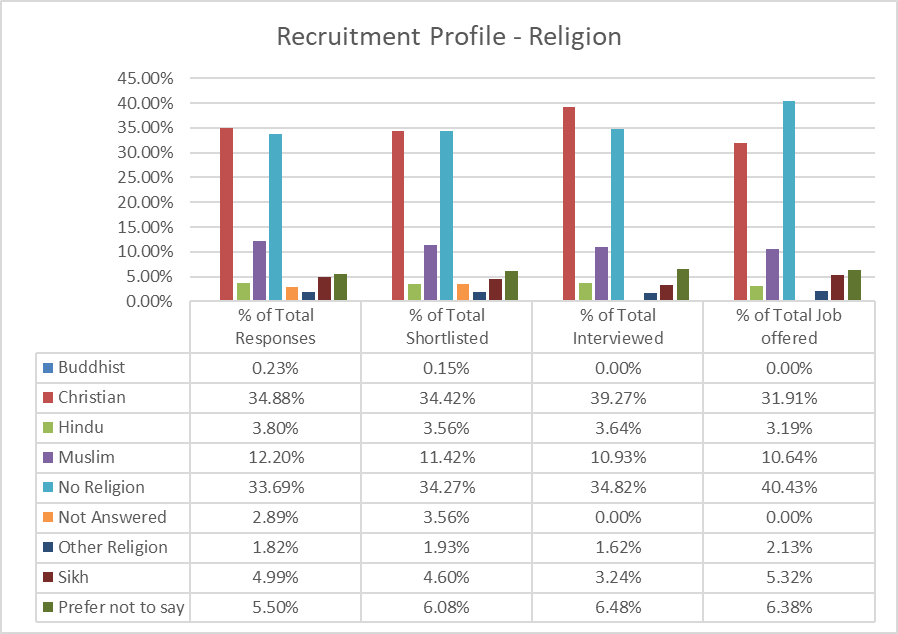 Recruitment Profile - Religion
45.00%
40.00%
35.00%
30.00%
25.00%
20.00%
15.00%
10.00%
5.00%
0.00%
% of Total Responses % of Total Shortlisted % of Total Interviewed % of Total Job offered
Buddhist 0.23% 0.15% 0.00% 0.00%
Christian 34.88% 34.42% 39.27% 31.91%
Hindu 3.80% 3.56% 3.64% 3.19%
Muslim 12.20% 11.42% 10.93% 10.64%
No Religion 33.69% 34.27% 34.82% 40.43%
Not Answered 2.89% 3.56% 0.00% 0.00%
Other Religion 1.82% 1.93% 1.62% 2.13%
Sikh 4.99% 4.60% 3.24% 5.32%
Prefer not to say 5.50% 6.08% 6.48% 6.38%